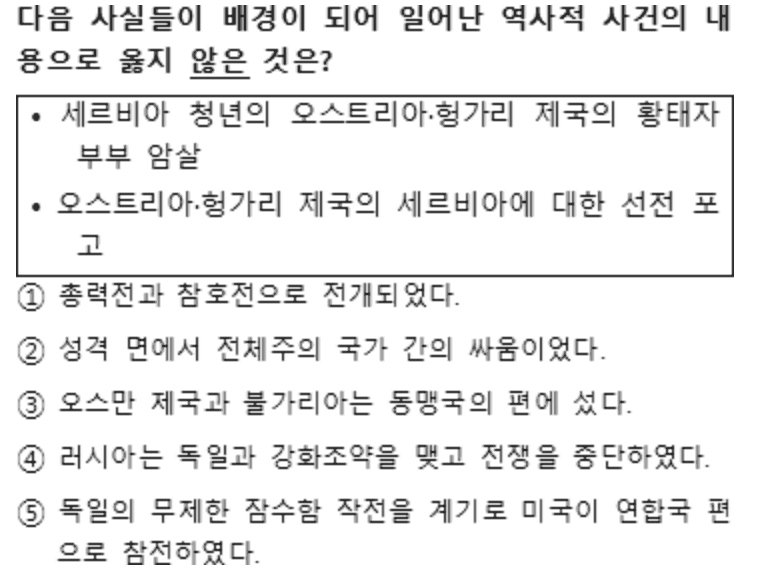 다음 사실들이 배경이 되어 일어난 역사적 사건의 내
용으로 옳지 않은 것은?
• 세르비아 청년의 오스트리아·헝가리 제국의 황태자
부부 암살
• 오스트리아·헝가리 제국의 세르비아에 대한 선전 포
고
① 총력전과 참호전으로 전개되었다.
② 성격 면에서 전체주의 국가 간의 싸움이었다.
③ 오스만 제국과 불가리아는 동맹국의 편에 섰다.
④ 러시아는 독일과 강화조약을 맺고 전쟁을 중단하였다.
⑤ 독일의 무제한 잠수함 작전을 계기로 미국이 연합국 편
으로 참전하였다.